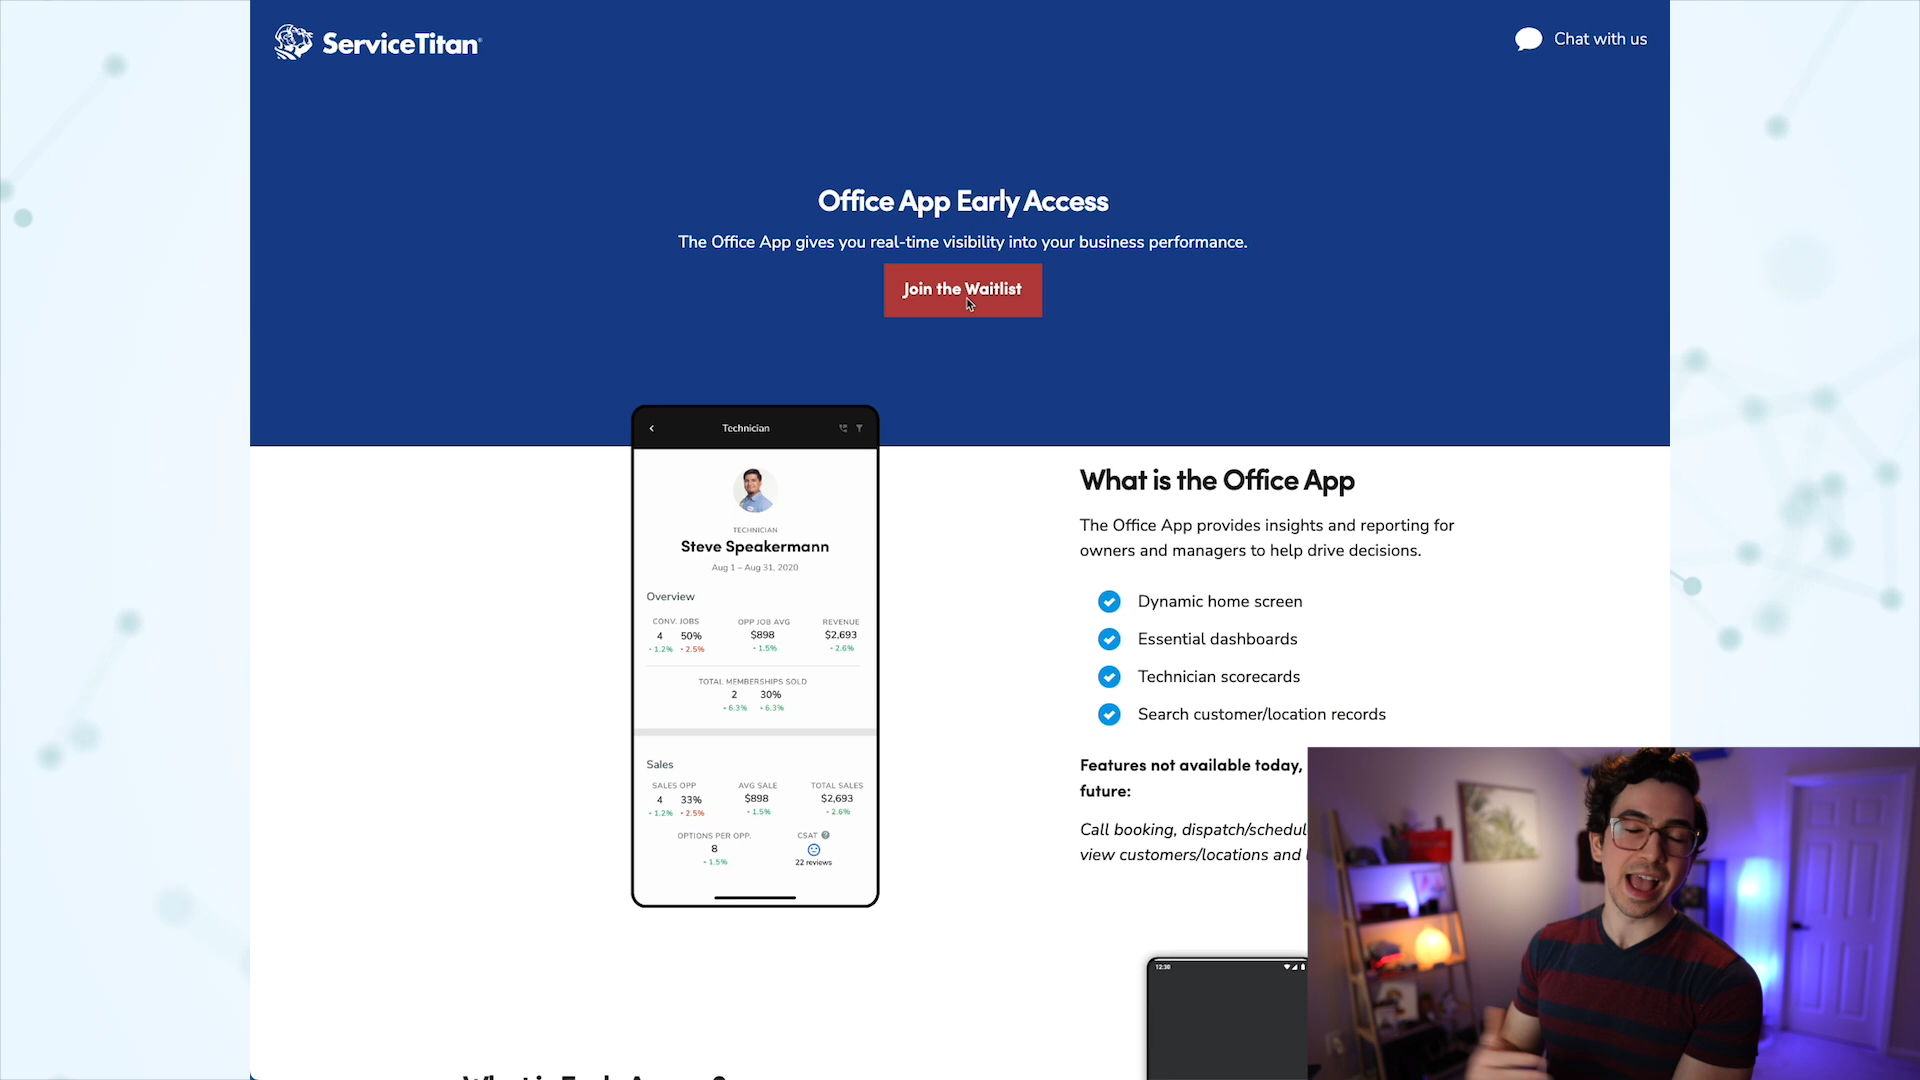 ServiceTitan
Chat with us
Office App Early Access
The Office App gives you real-time visibility into your business performance.
Join the Waitlist
Technician
TECHNICIAN
Steve Speakermann
Aug 1 – Aug 31, 2020
Overview
CONV. JOBS OPP JOB AVG REVENUE
4 50% $898 $2,693
1.2% 2.5% 1.5% 2.6%
TOTAL MEMBERSHIPS SOLD
2 30%
6.3% 6.3%
Sales
SALES OPP AVG SALE TOTAL SALES
4 33% $898 $2,693
1.2% 2.5% 1.5% 2.6%
OPTIONS PER OPP. CSAT ?
8
1.5% 22 reviews
What is the Office App
The Office App provides insights and reporting for
owners and managers to help drive decisions.
Dynamic home screen
Essential dashboards
Technician scorecards
Search customer/location records
Features not available today,
future:
Call booking, dispatch/schedul
view customers/locations and
12:30